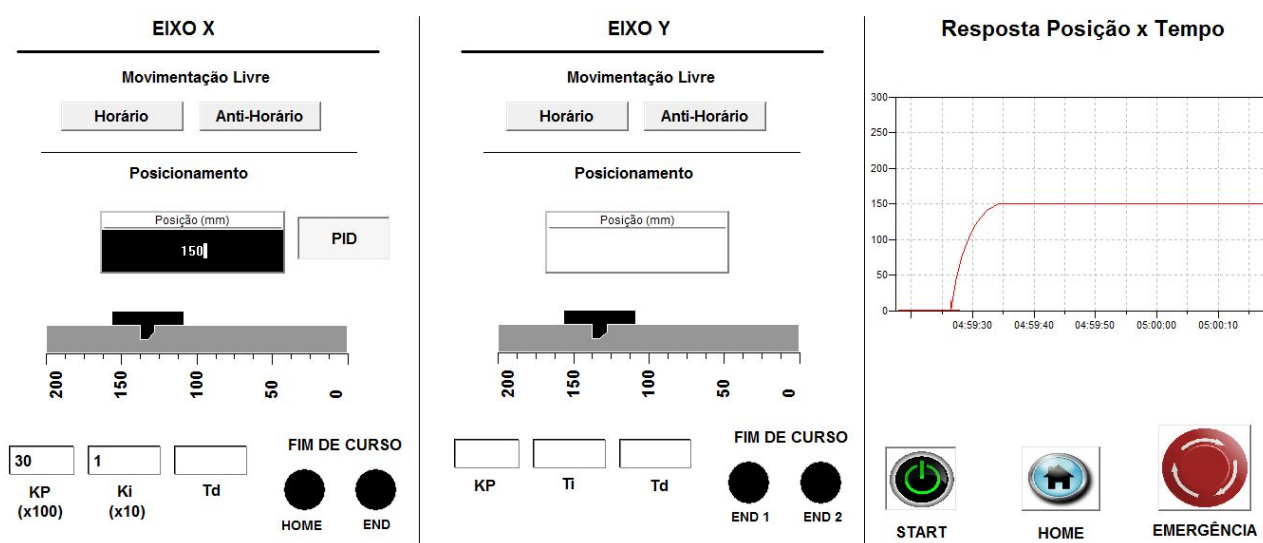 EIXO X
Movimentação Livre
Horário Anti-Horário
Posicionamento
Posição (mm)
150
PID
200 150 100 50 0
30 1
KP
(x100)
Ki
(x10)
Td
FIM DE CURSO
HOME END
EIXO Y
Movimentação Livre
Horário Anti-Horário
Posicionamento
Posição (mm)
200 150 100 50 0
KP Ti Td
FIM DE CURSO
END 1 END 2
Resposta Posição x Tempo
300
250
200
150
100
50
0
04:59:30 04:59:40 04:59:50 05:00:00 05:00:10
START HOME EMERGÊNCIA